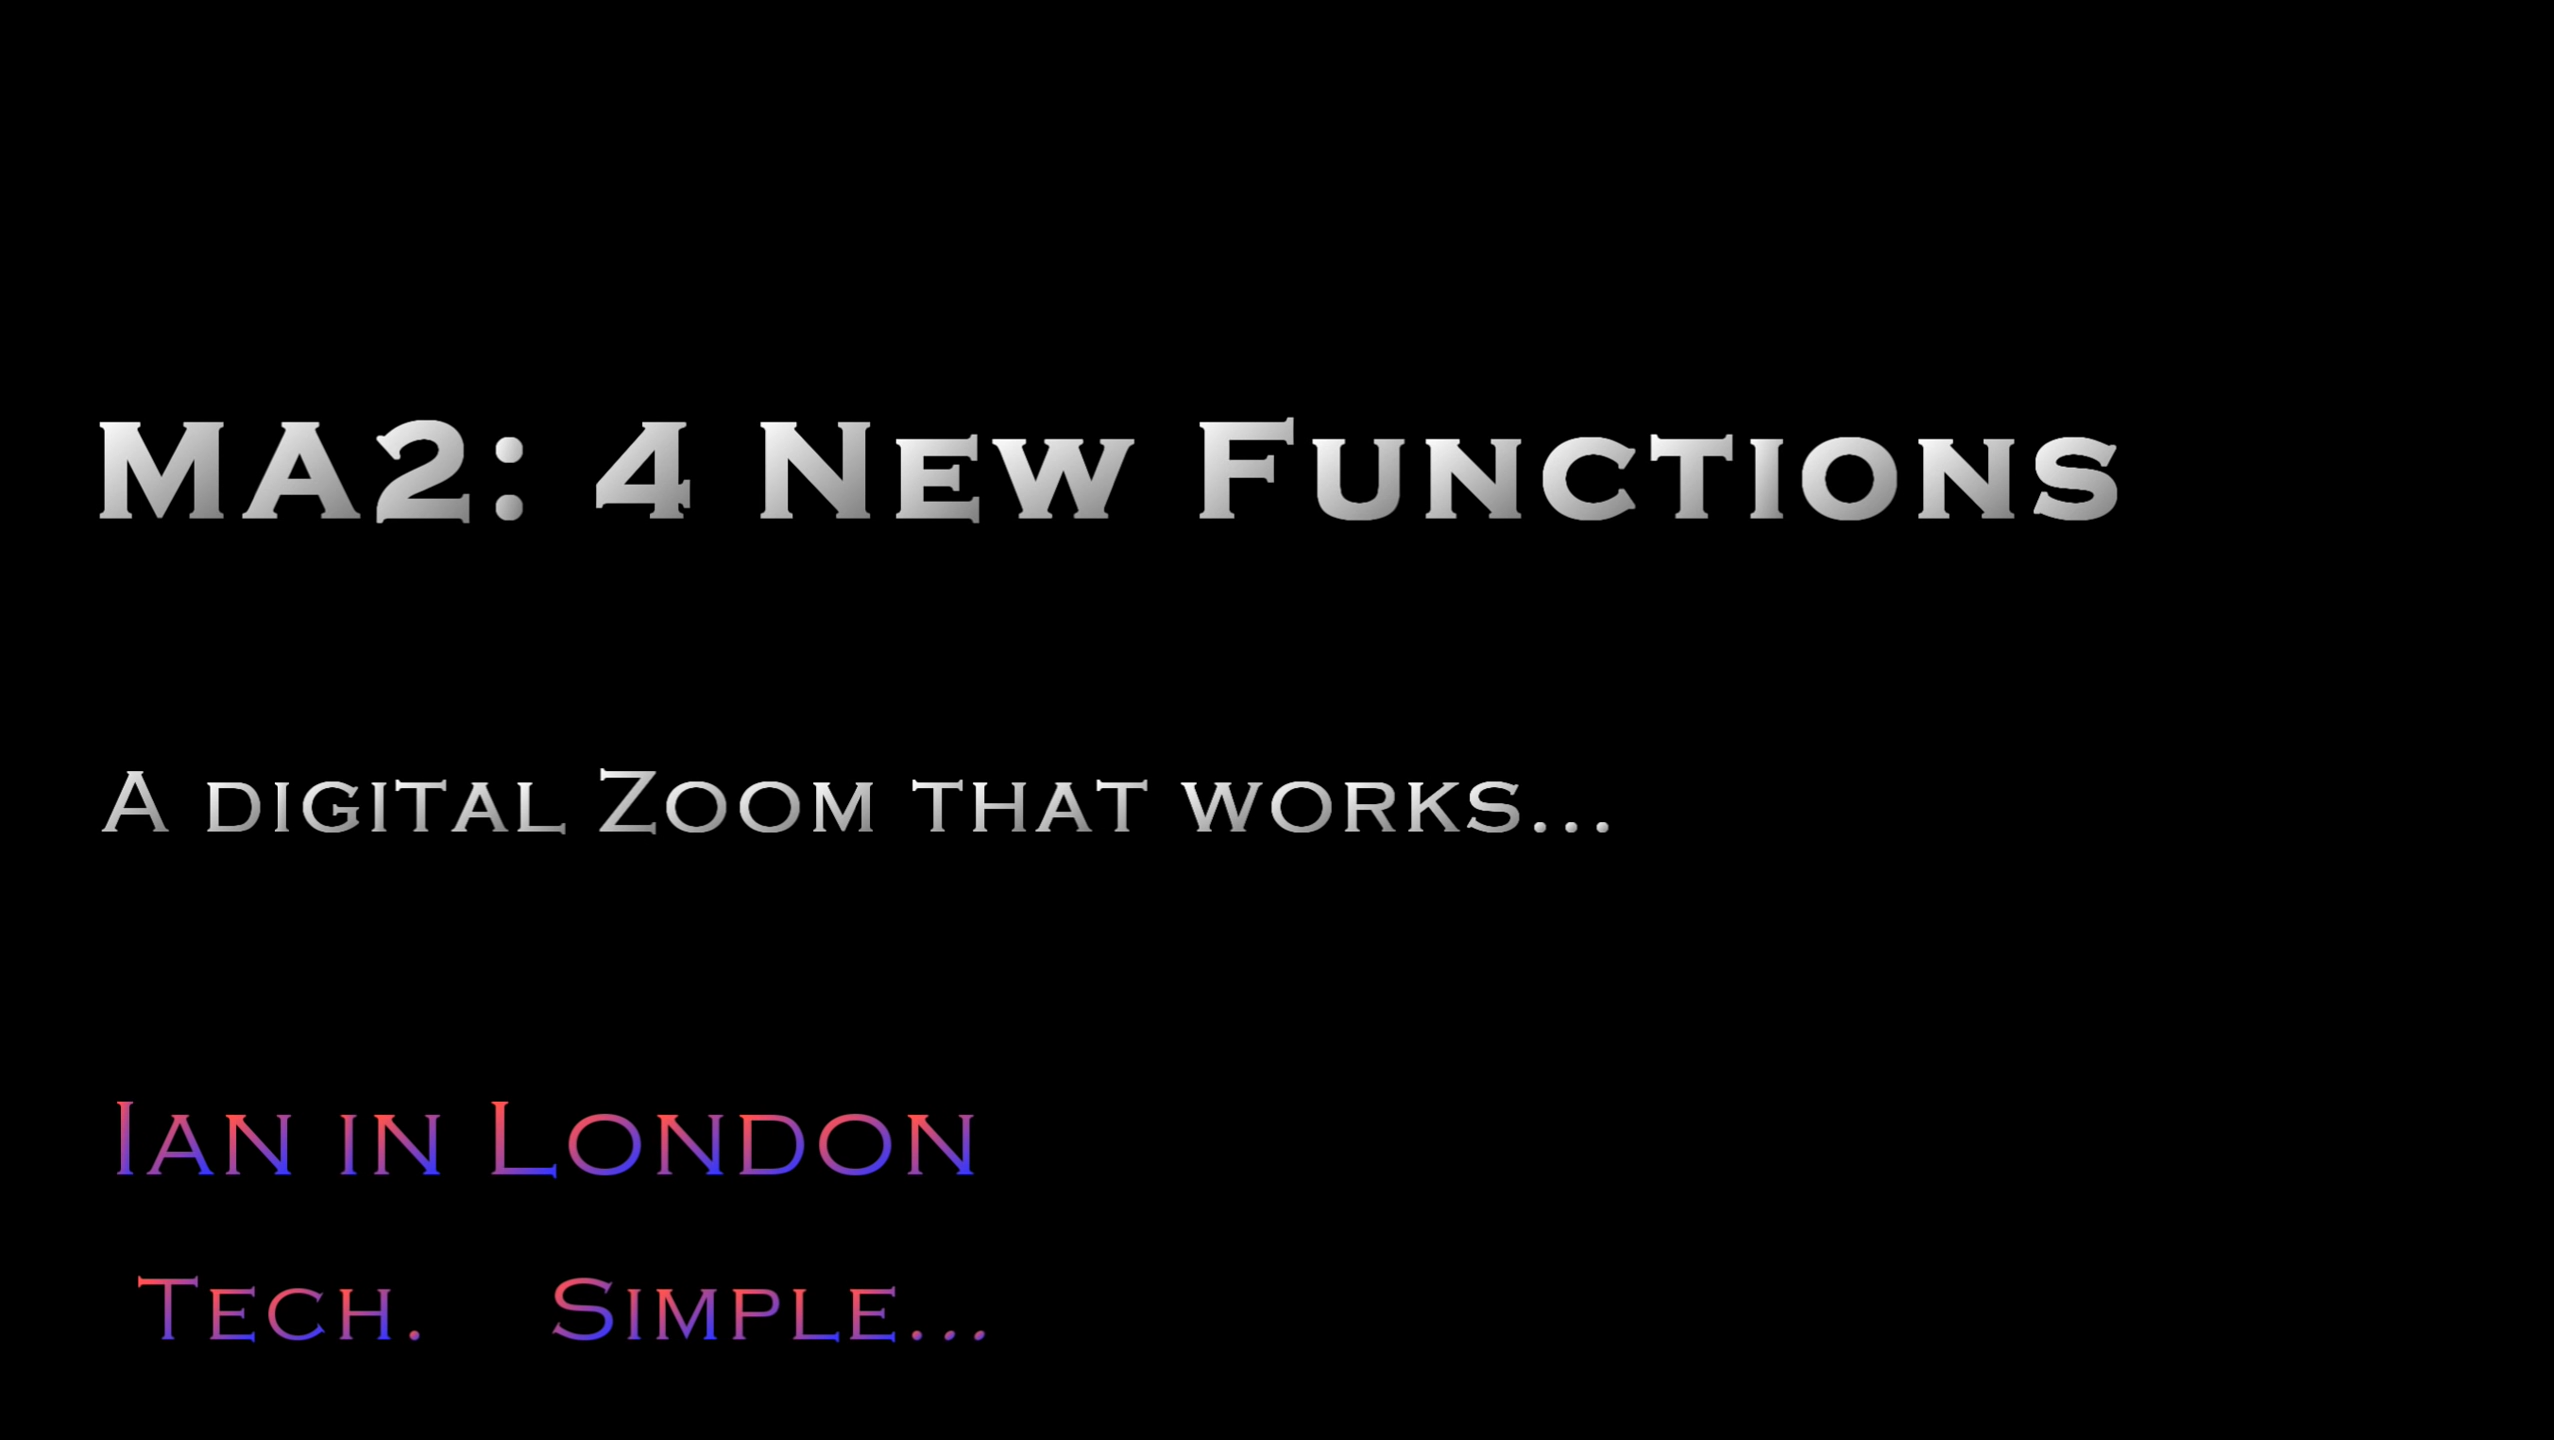 MA2: 4 New Functions
A digital Zoom that works...
Ian in London
Tech. Simple...